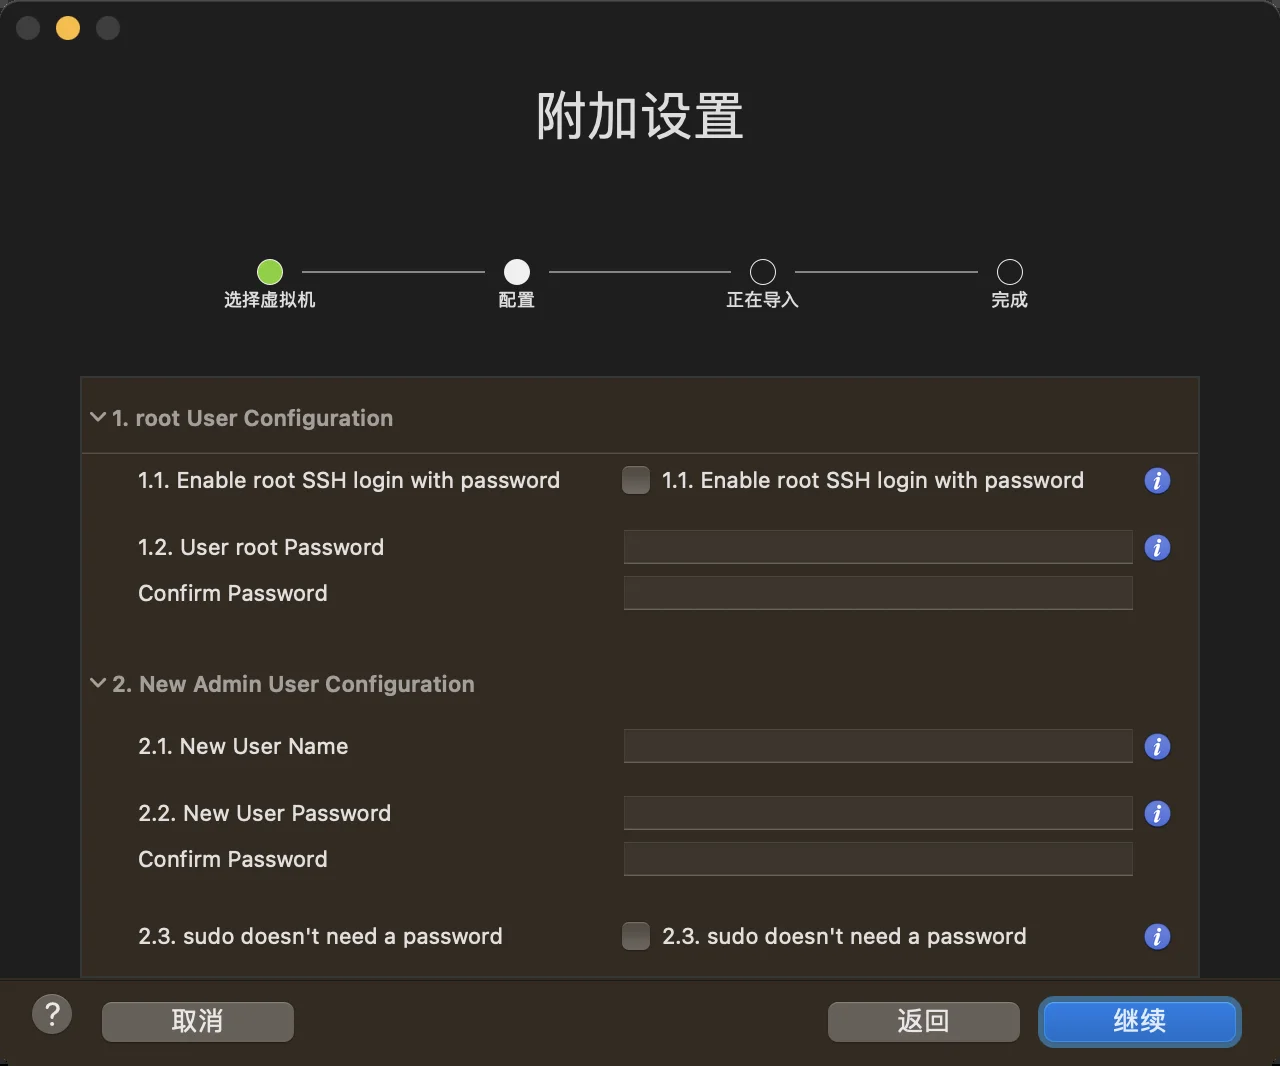 附加设置
选择虚拟机 配置 正在导入 完成
1. root User Configuration
1.1. Enable root SSH login with password 1.1. Enable root SSH login with password i
1.2. User root Password i
Confirm Password
2. New Admin User Configuration
2.1. New User Name i
2.2. New User Password i
Confirm Password
2.3. sudo doesn't need a password 2.3. sudo doesn't need a password i
? 取消 返回 继续